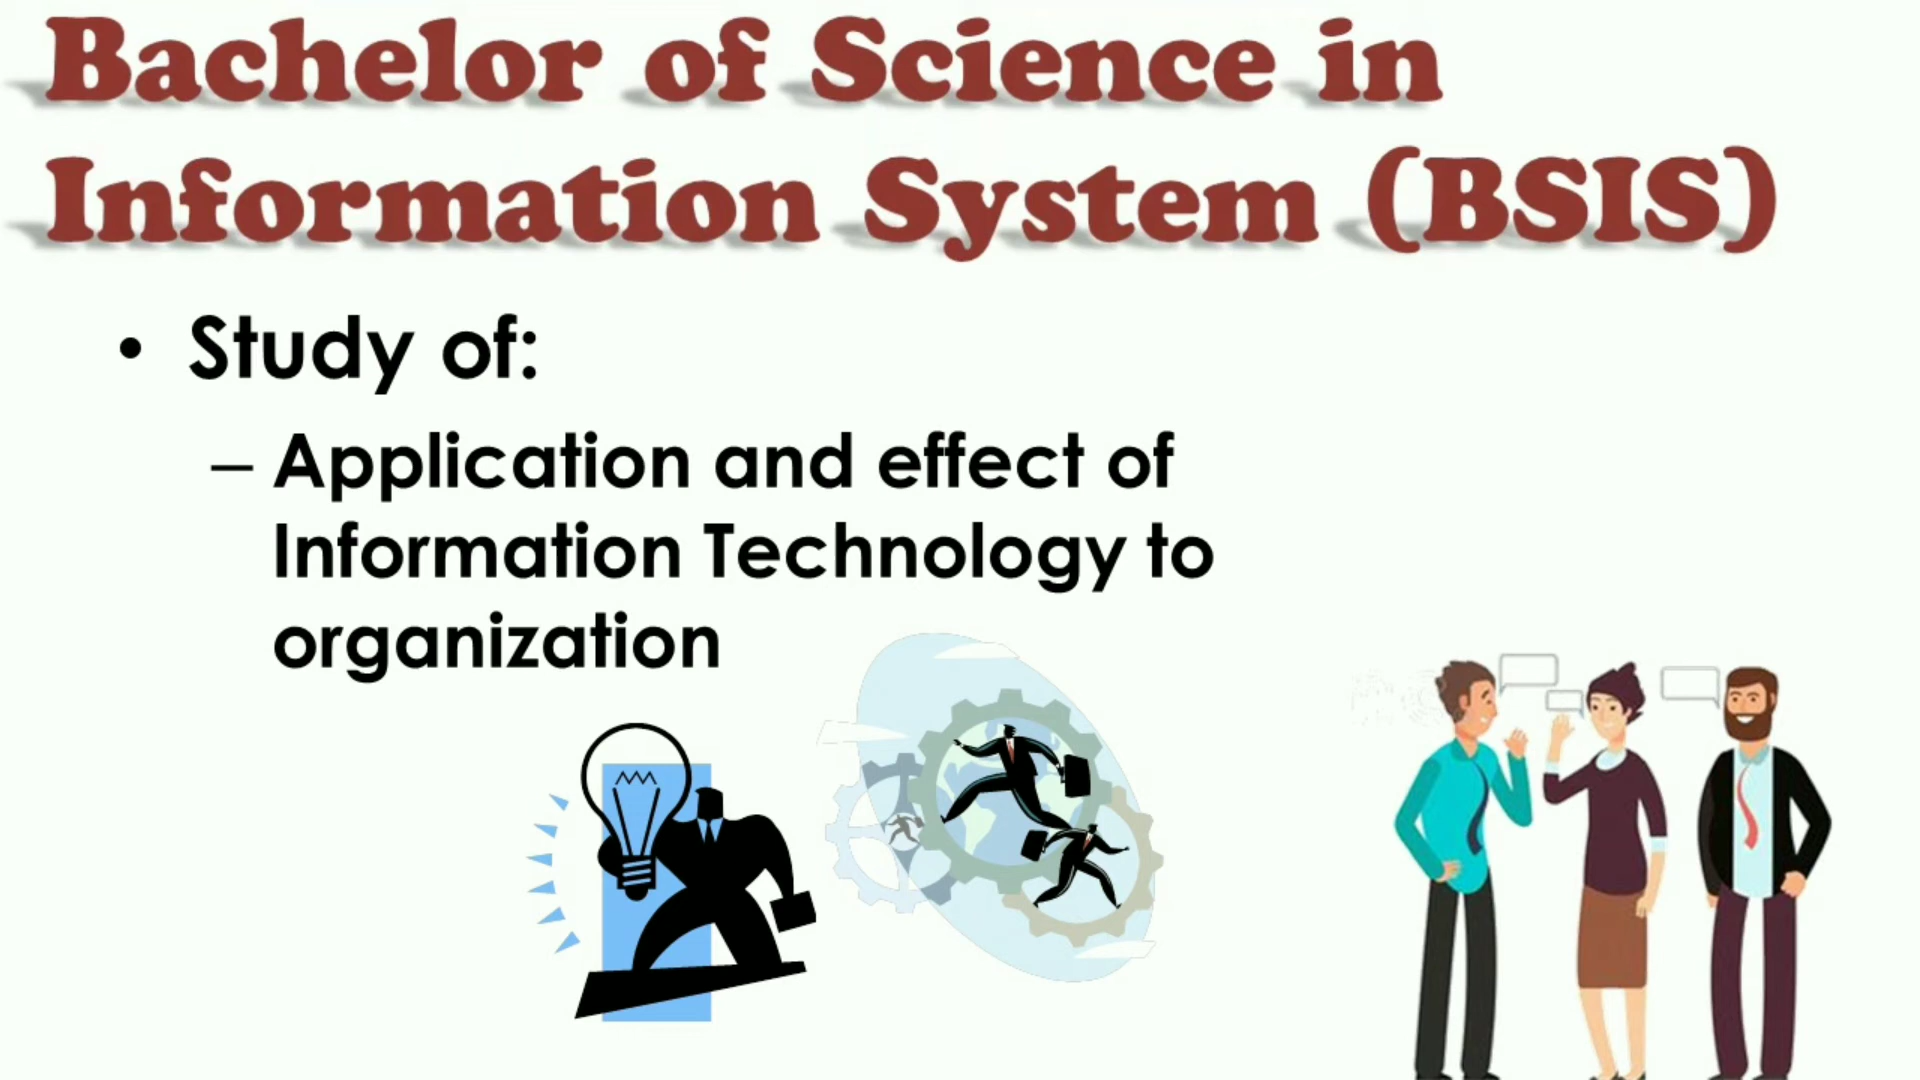 Bachelor of Science in
Information System (BSIS)
• Study of:
– Application and effect of
Information Technology to
organization